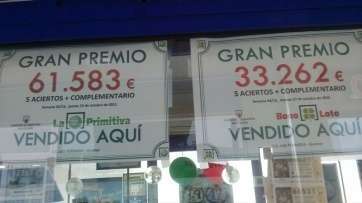 GRAN PREMIO
61.583 €
5 ACIERTOS + COMPLEMENTARIO
La Primitiva
VENDIDO AQUÍ
GRAN PREMIO
33.262 €
5 ACIERTOS + COMPLEMENTARIO
Bono Loto
VENDIDO AQUÍ